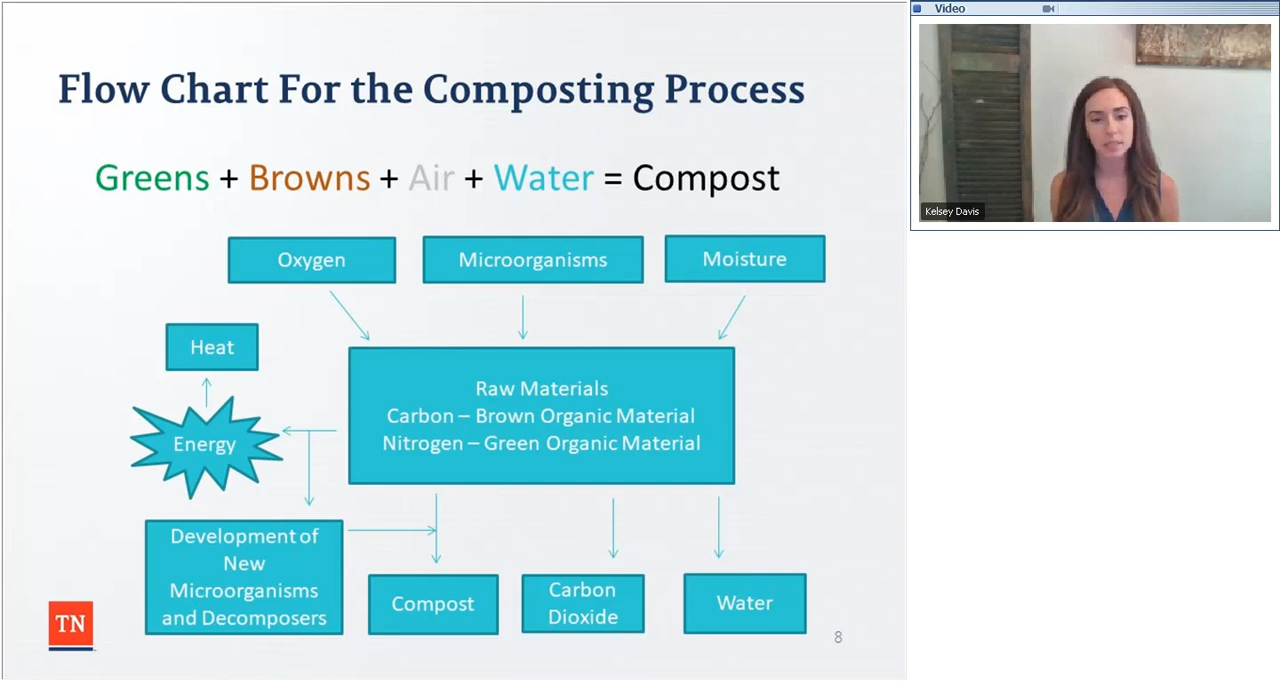 Video
Flow Chart For the Composting Process
Greens + Browns + Air + Water = Compost
Kelsey Davis
Oxygen
Microorganisms
Moisture
Heat
Raw Materials
Carbon – Brown Organic Material
Nitrogen – Green Organic Material
Energy
Development of
New
Microorganisms
and Decomposers
Compost
Carbon
Dioxide
Water
TN
8